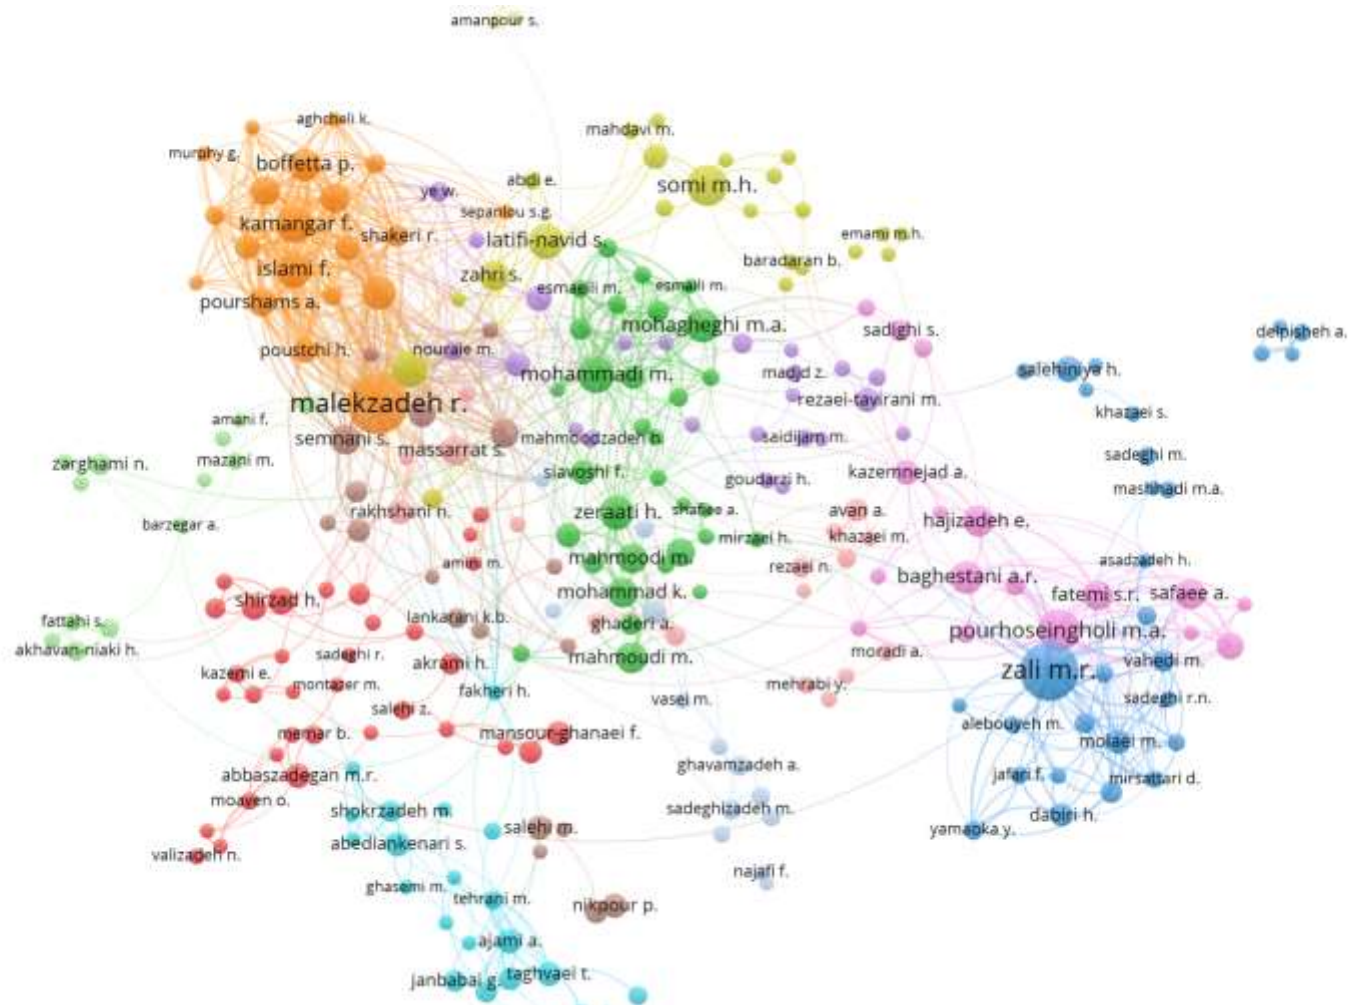 amanpour s.
aghcheli k.
mahdavi m.
murphy g.
boffetta p.
abdi e.
somi m.h.
ye w.
sepanlou s.g.
kamangar f.
shakeri r.
latifi-navid s.
emami m.h.
baradaran b.
islami f.
zahri s.
esmaeili m.
esmaili m.
pourshams a.
mohagheghi m.a.
sadighi s.
delpisheh a.
poustchi h.
nouraie m.
mohammadi m.
madjd z.
salehiniya h.
malekzadeh r.
rezaei-tavirani m.
khazaei s.
amani f.
semnani s.
massarrat s.
mahmoodzadeh h.
saidijam m.
sadeghi m.
zarghami n.
mazani m.
siavoshi f.
goudarzi h.
kazemnejad a.
mashhadi m.a.
rakhshani n.
zeraati h.
shafiee a.
avan a.
hajizadeh e.
barzegar a.
mirzaei h.
khazaei m.
amini m.
mahmoodi m.
rezaei n.
asadzadeh h.
baghestani a.r.
shirzad h.
mohammad k.
fatemi s.r.
safaee a.
fattahi s.
lankarani k.b.
ghaderi a.
pourhoseingholi m.a.
akhavan-niaki h.
sadeghi r.
akrami h.
mahmoudi m.
moradi a.
vahedi m.
kazemi e.
montazer m.
fakheri h.
mehrabi y.
zali m.r.
vasei m.
sadeghi r.n.
salehi z.
alebouyeh m.
memar b.
mansour-ghanaei f.
molaei m.
abbaszadegan m.r.
ghavamzadeh a.
jafari f.
mirsattari d.
moaven o.
shokrzadeh m.
sadeghizadeh m.
dabiri h.
salehi m.
yamaoka y.
valizadeh n.
abediankenari s.
najafi f.
ghasemi m.
tehrani m.
nikpour p.
ajami a.
janbabai g.
taghvaei t.